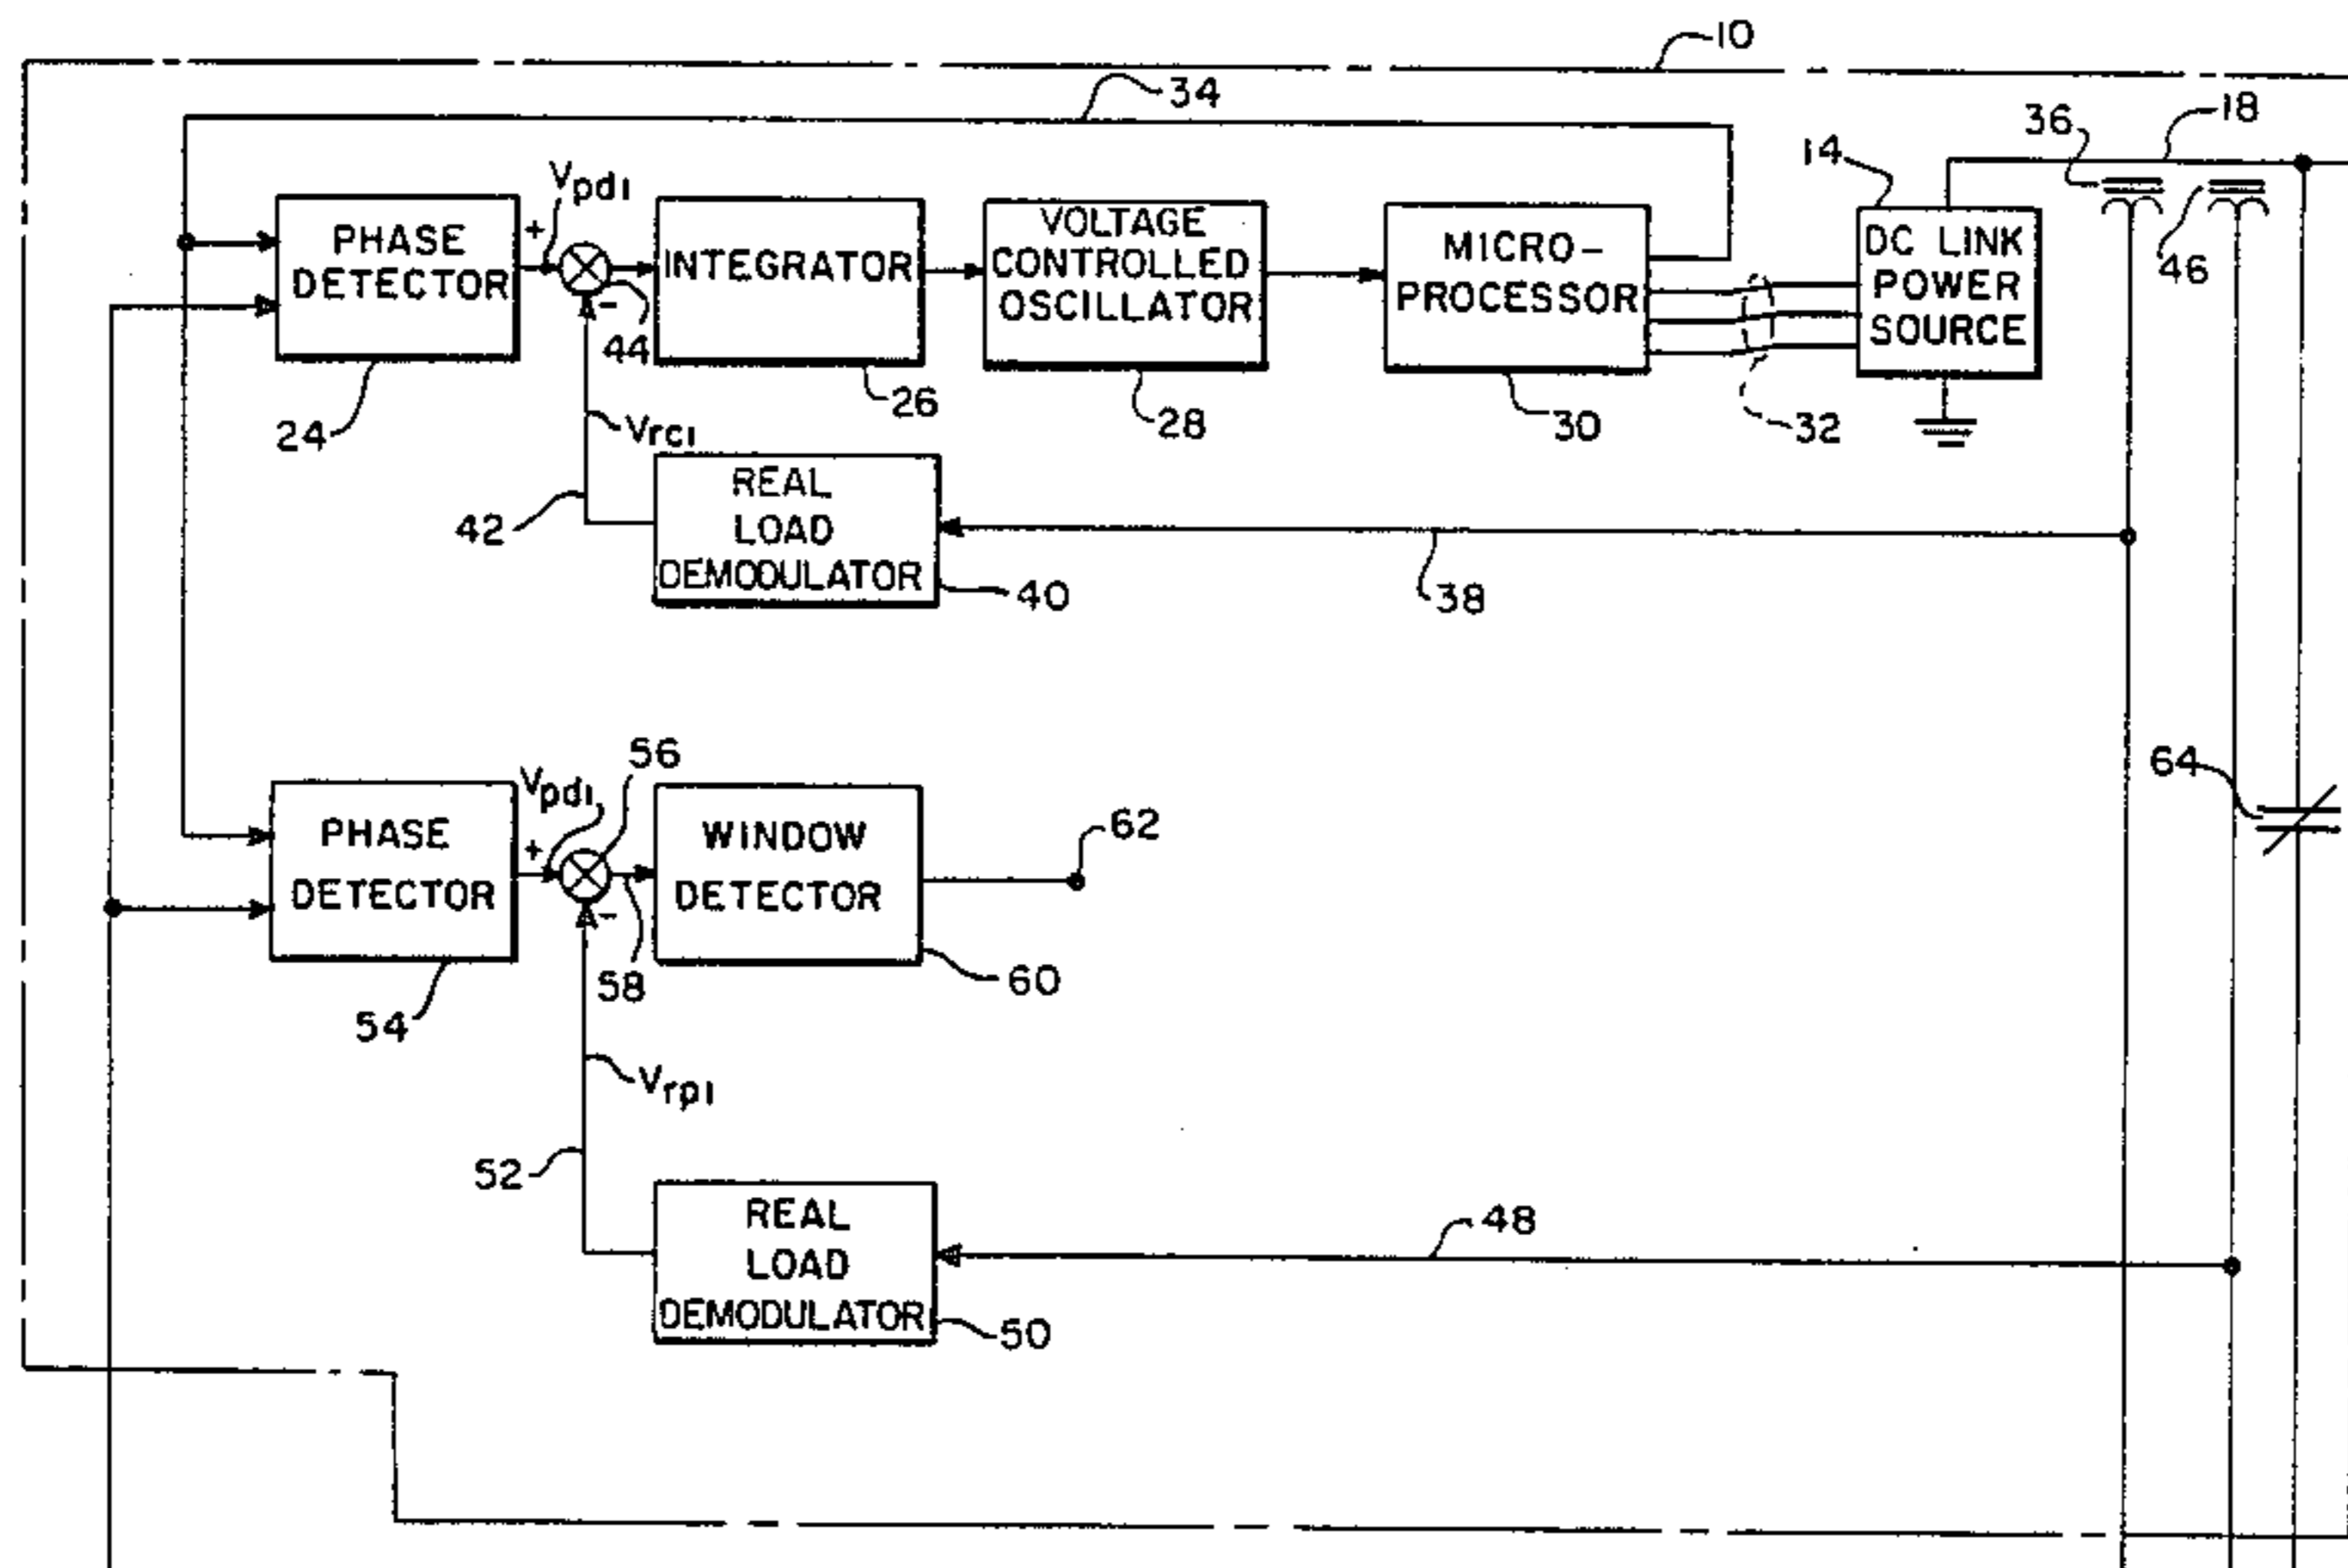 10
34
36
18
14
46
Vpd1
+
PHASE
DETECTOR
INTEGRATOR
VOLTAGE
CONTROLLED
OSCILLATOR
MICRO-
PROCESSOR
DC LINK
POWER
SOURCE
-
44
24
26
28
30
32
Vrc1
42
REAL
LOAD
DEMODULATOR
40
38
56
Vpd1
+
PHASE
DETECTOR
WINDOW
DETECTOR
62
64
-
58
60
54
Vrp1
52
REAL
LOAD
DEMODULATOR
48
50